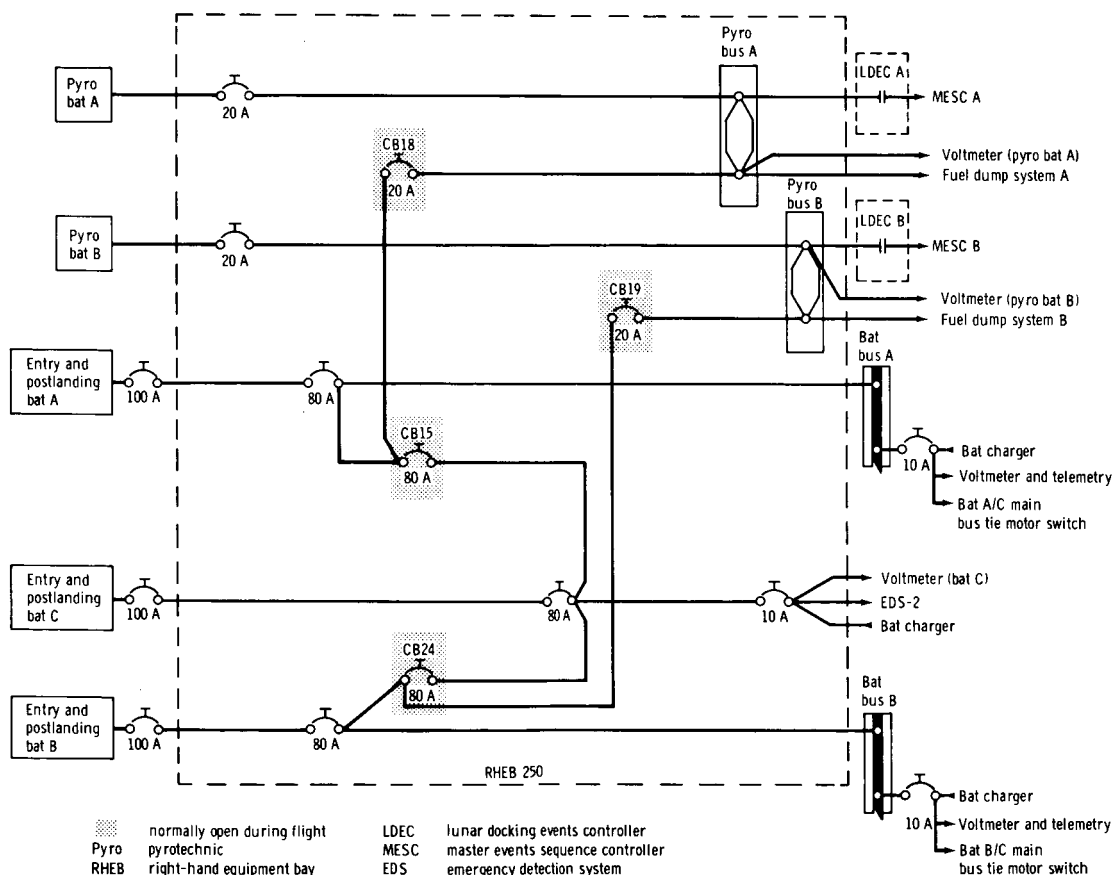 Pyro
bus A
LDEC A
Pyro
bat A
20 A
MESC A
CB18
20 A
Voltmeter (pyro bat A)
Fuel dump system A
Pyro
bus B
LDEC B
Pyro
bat B
20 A
MESC B
CB19
20 A
Voltmeter (pyro bat B)
Fuel dump system B
Entry and
postlanding
bat A
100 A
80 A
Bat
bus A
CB15
80 A
10 A
Bat charger
Voltmeter and telemetry
Bat A/C main
bus tie motor switch
Entry and
postlanding
bat C
100 A
80 A
10 A
Voltmeter (bat C)
EDS-2
Bat charger
CB24
80 A
Entry and
postlanding
bat B
100 A
80 A
Bat
bus B
RHEB 250
10 A
Bat charger
Voltmeter and telemetry
Bat B/C main
bus tie motor switch
normally open during flight
Pyro pyrotechnic
RHEB right-hand equipment bay
LDEC lunar docking events controller
MESC master events sequence controller
EDS emergency detection system